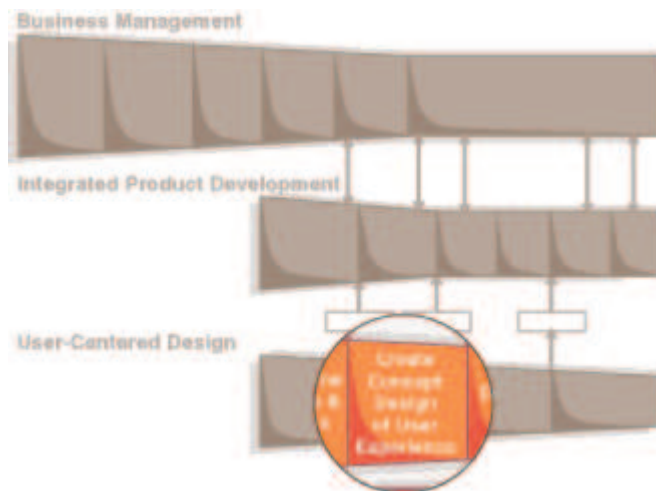 Business Management
Integrated Product Development
User-Centered Design
Create
Concept
Design
of User
Experience